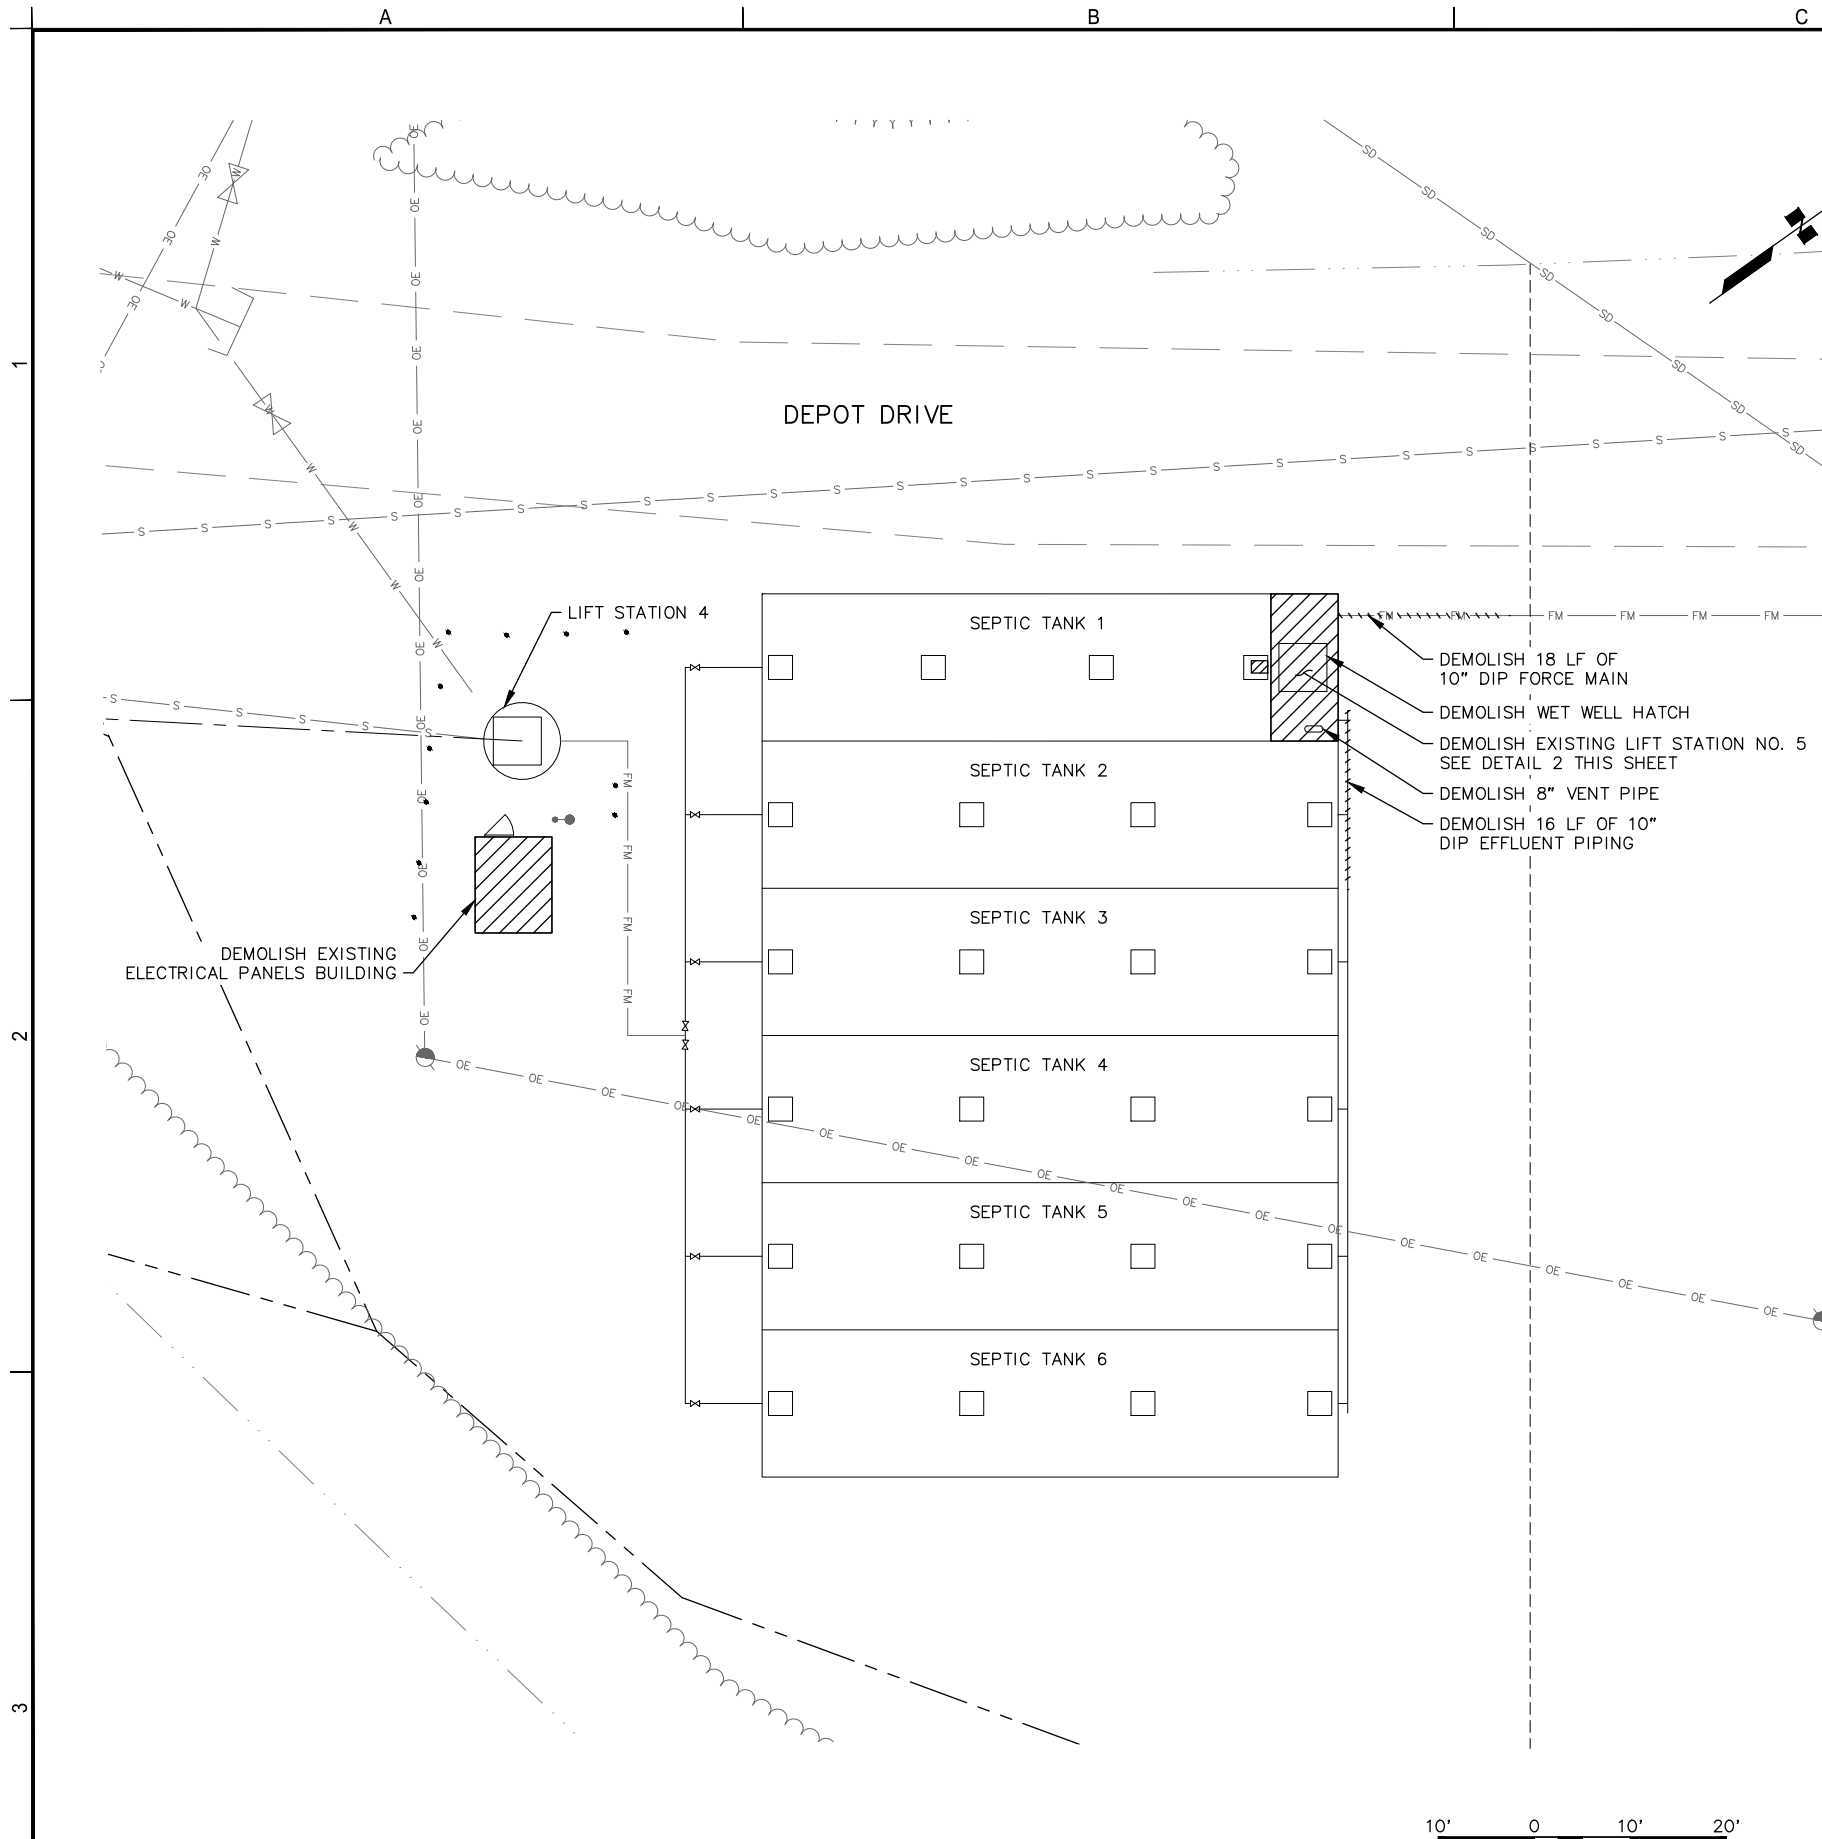 A
B
C
1
DEPOT DRIVE
LIFT STATION 4
SEPTIC TANK 1
DEMOLISH 18 LF OF
10" DIP FORCE MAIN
DEMOLISH WET WELL HATCH
DEMOLISH EXISTING LIFT STATION NO. 5
SEE DETAIL 2 THIS SHEET
SEPTIC TANK 2
DEMOLISH 8" VENT PIPE
DEMOLISH 16 LF OF 10"
DIP EFFLUENT PIPING
SEPTIC TANK 3
DEMOLISH EXISTING
ELECTRICAL PANELS BUILDING
2
SEPTIC TANK 4
SEPTIC TANK 5
SEPTIC TANK 6
3
10' 0 10' 20'